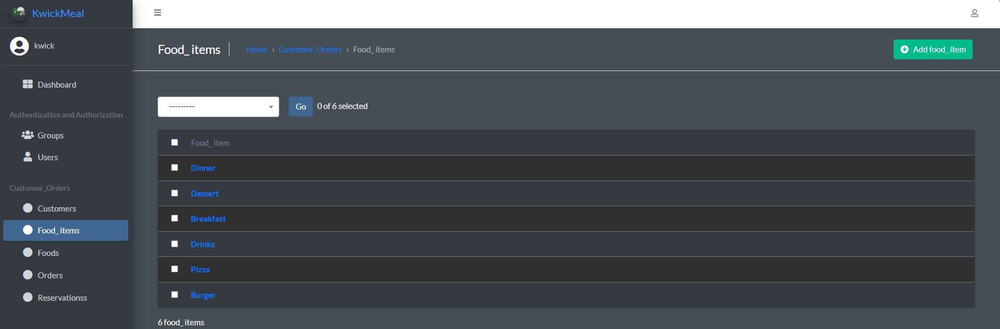 KwickMeal
kwick
Dashboard
Authentication and Authorization
Groups
Users
Customer_Orders
Customers
Food_items
Foods
Orders
Reservationss
Food_items
Home › Customer_Orders › Food_items
Add food_item
---------
Go
0 of 6 selected
Food_item
Dinner
Dessert
Breakfast
Drinks
Pizza
Burger
6 food_items